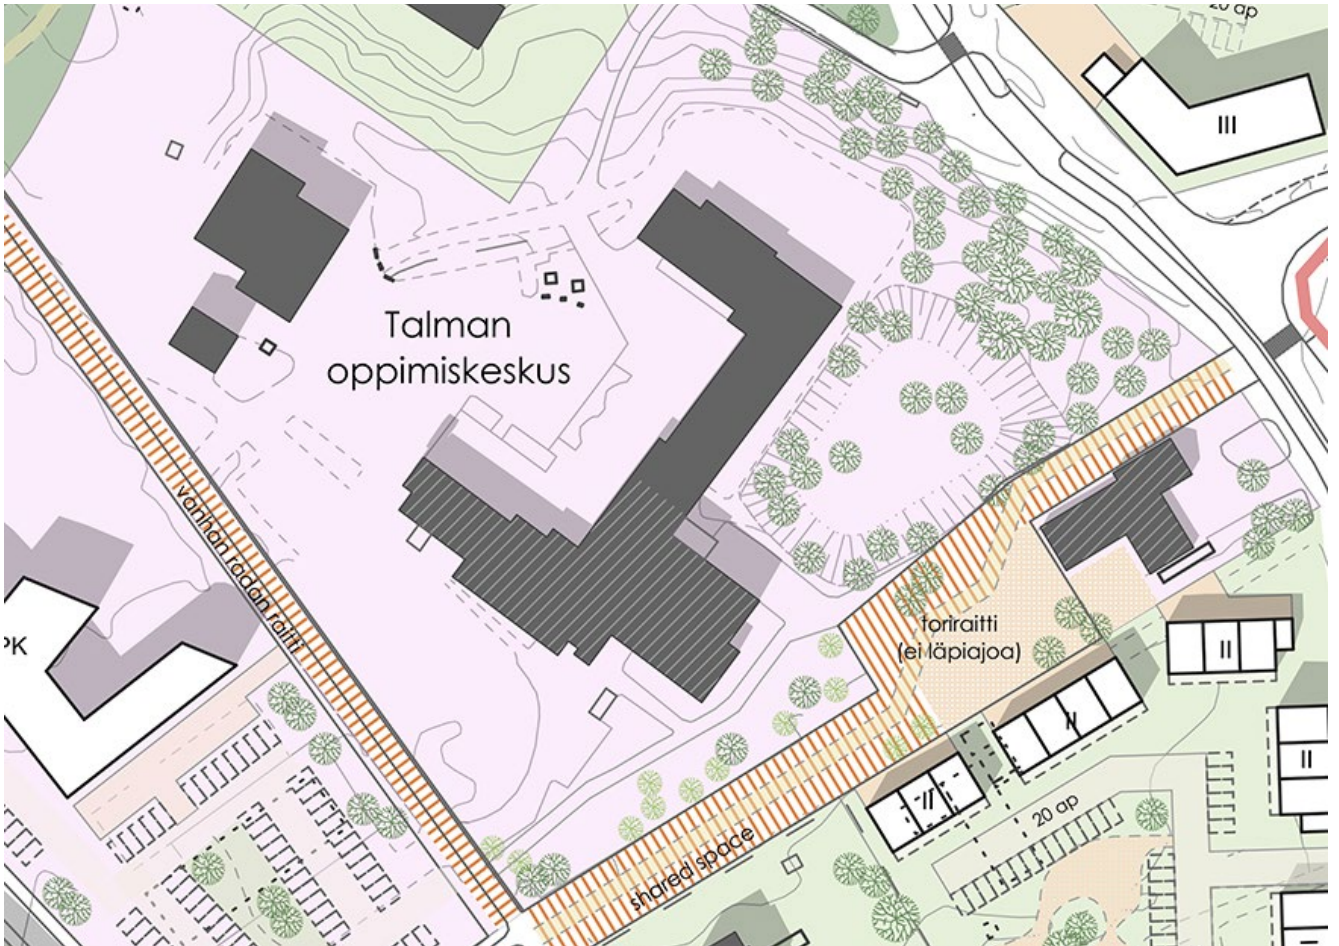 20 ap
III
Talman
oppimiskeskus
vanhan radan raitti
toriraitti
(ei läpiajoa)
PK
II
II
II
II
20 ap
shared space